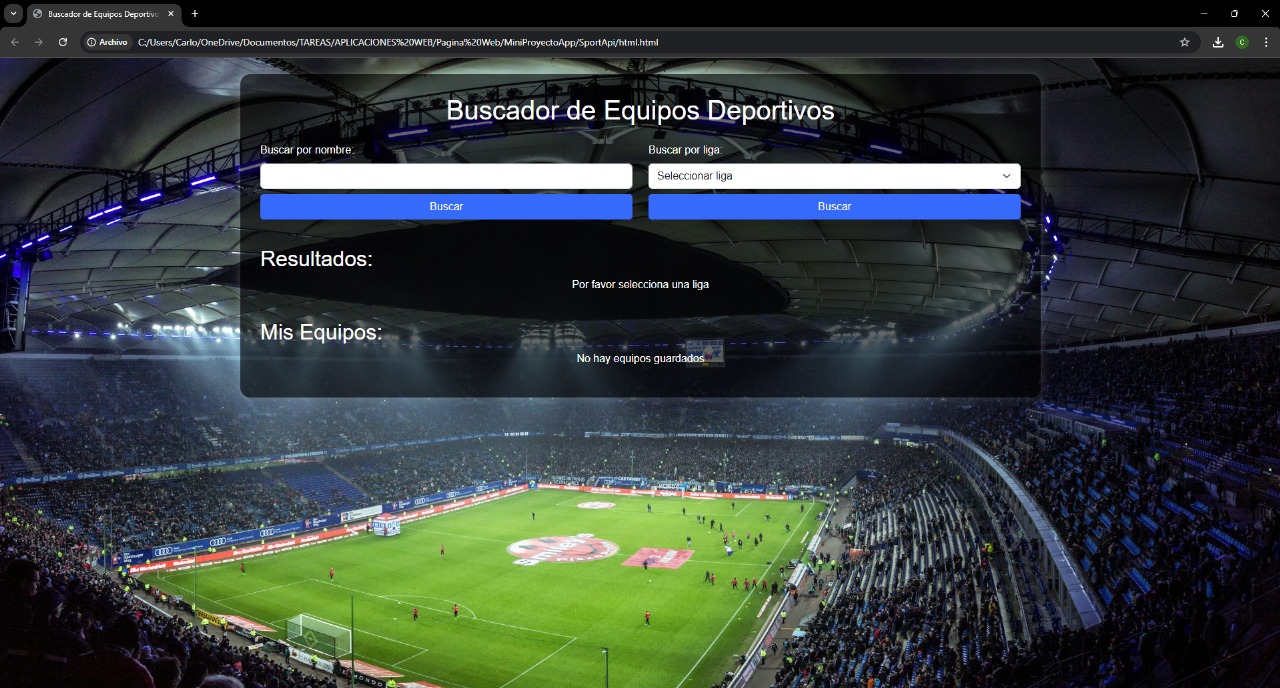 Buscador de Equipos Deportivo
Archivo C:/Users/Carlo/OneDrive/Documentos/TAREAS/APLICACIONES%20WEB/Pagina%20Web/MiniProyectoApp/SportApi/html.html
C
Buscador de Equipos Deportivos
Buscar por nombre:
Buscar por liga:
Seleccionar liga
Buscar
Buscar
Resultados:
Por favor selecciona una liga
Mis Equipos:
No hay equipos guardados